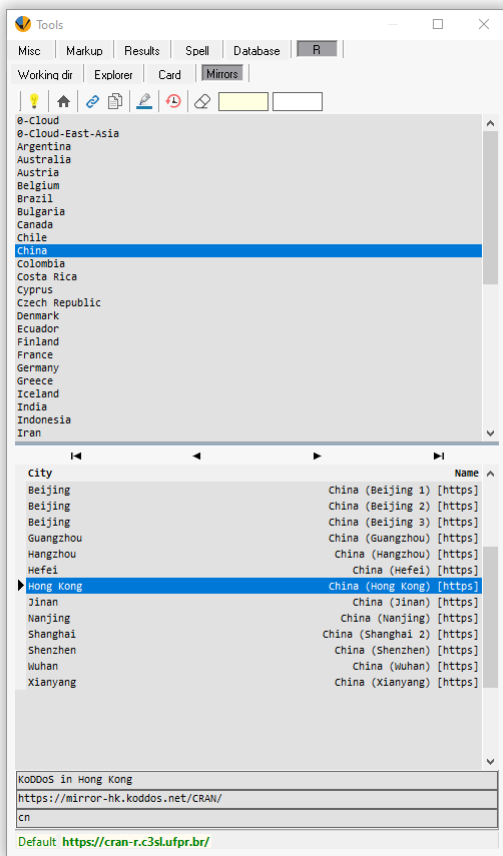 Tools
Misc Markup Results Spell Database R
Working dir Explorer Card Mirrors
0-Cloud
0-Cloud-East-Asia
Argentina
Australia
Austria
Belgium
Brazil
Bulgaria
Canada
Chile
China
Colombia
Costa Rica
Cyprus
Czech Republic
Denmark
Ecuador
Finland
France
Germany
Greece
Iceland
India
Indonesia
Iran
City Name
Beijing China (Beijing 1) [https]
Beijing China (Beijing 2) [https]
Beijing China (Beijing 3) [https]
Guangzhou China (Guangzhou) [https]
Hangzhou China (Hangzhou) [https]
Hefei China (Hefei) [https]
Hong Kong China (Hong Kong) [https]
Jinan China (Jinan) [https]
Nanjing China (Nanjing) [https]
Shanghai China (Shanghai 2) [https]
Shenzhen China (Shenzhen) [https]
Wuhan China (Wuhan) [https]
Xianyang China (Xianyang) [https]
KoDDoS in Hong Kong
https://mirror-hk.koddos.net/CRAN/
cn
Default https://cran-r.c3sl.ufpr.br/